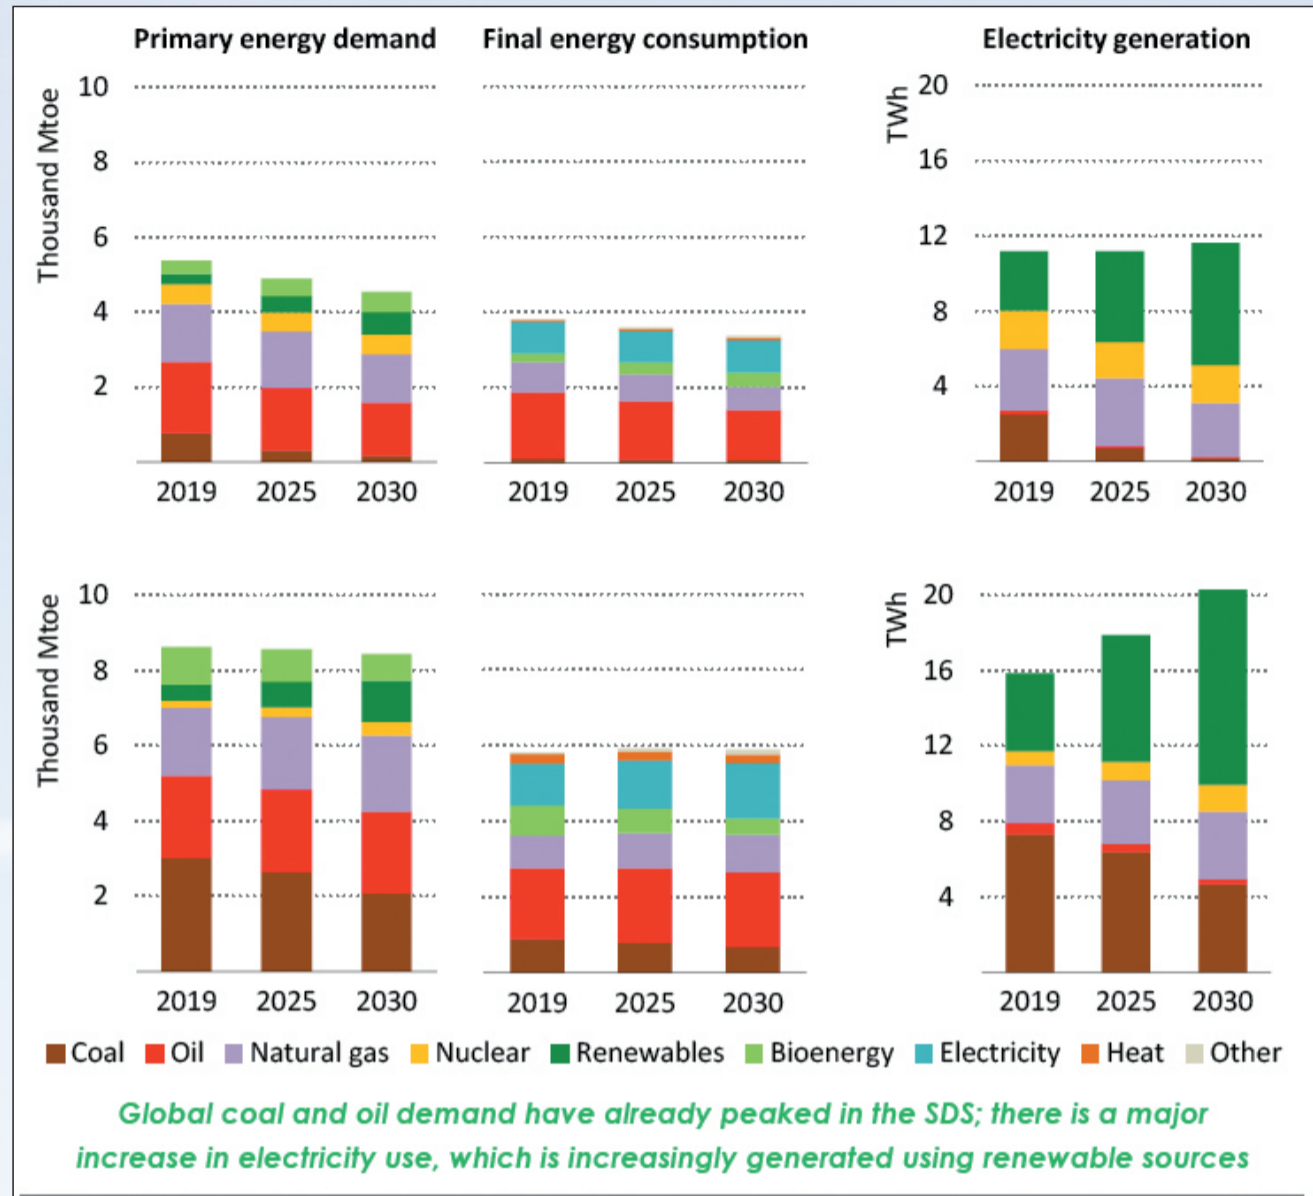 Primary energy demand Final energy consumption Electricity generation
Thousand Mtoe
10
8
6
4
2
2019 2025 2030
2019 2025 2030
TWh
20
16
12
8
4
2019 2025 2030
Thousand Mtoe
10
8
6
4
2
2019 2025 2030
2019 2025 2030
TWh
20
16
12
8
4
2019 2025 2030
Coal Oil Natural gas Nuclear Renewables Bioenergy Electricity Heat Other
Global coal and oil demand have already peaked in the SDS; there is a major
increase in electricity use, which is increasingly generated using renewable sources